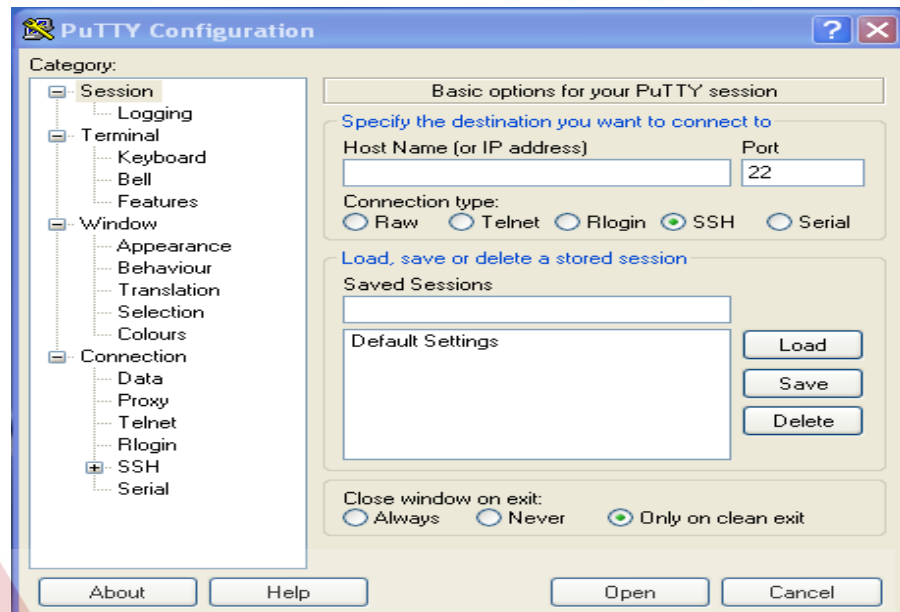 PuTTY Configuration
Category:
Session
Logging
Terminal
Keyboard
Bell
Features
Window
Appearance
Behaviour
Translation
Selection
Colours
Connection
Data
Proxy
Telnet
Rlogin
SSH
Serial
Basic options for your PuTTY session
Specify the destination you want to connect to
Host Name (or IP address) Port
22
Connection type:
Raw Telnet Rlogin SSH Serial
Load, save or delete a stored session
Saved Sessions
Default Settings
Load
Save
Delete
Close window on exit:
Always Never Only on clean exit
About Help Open Cancel